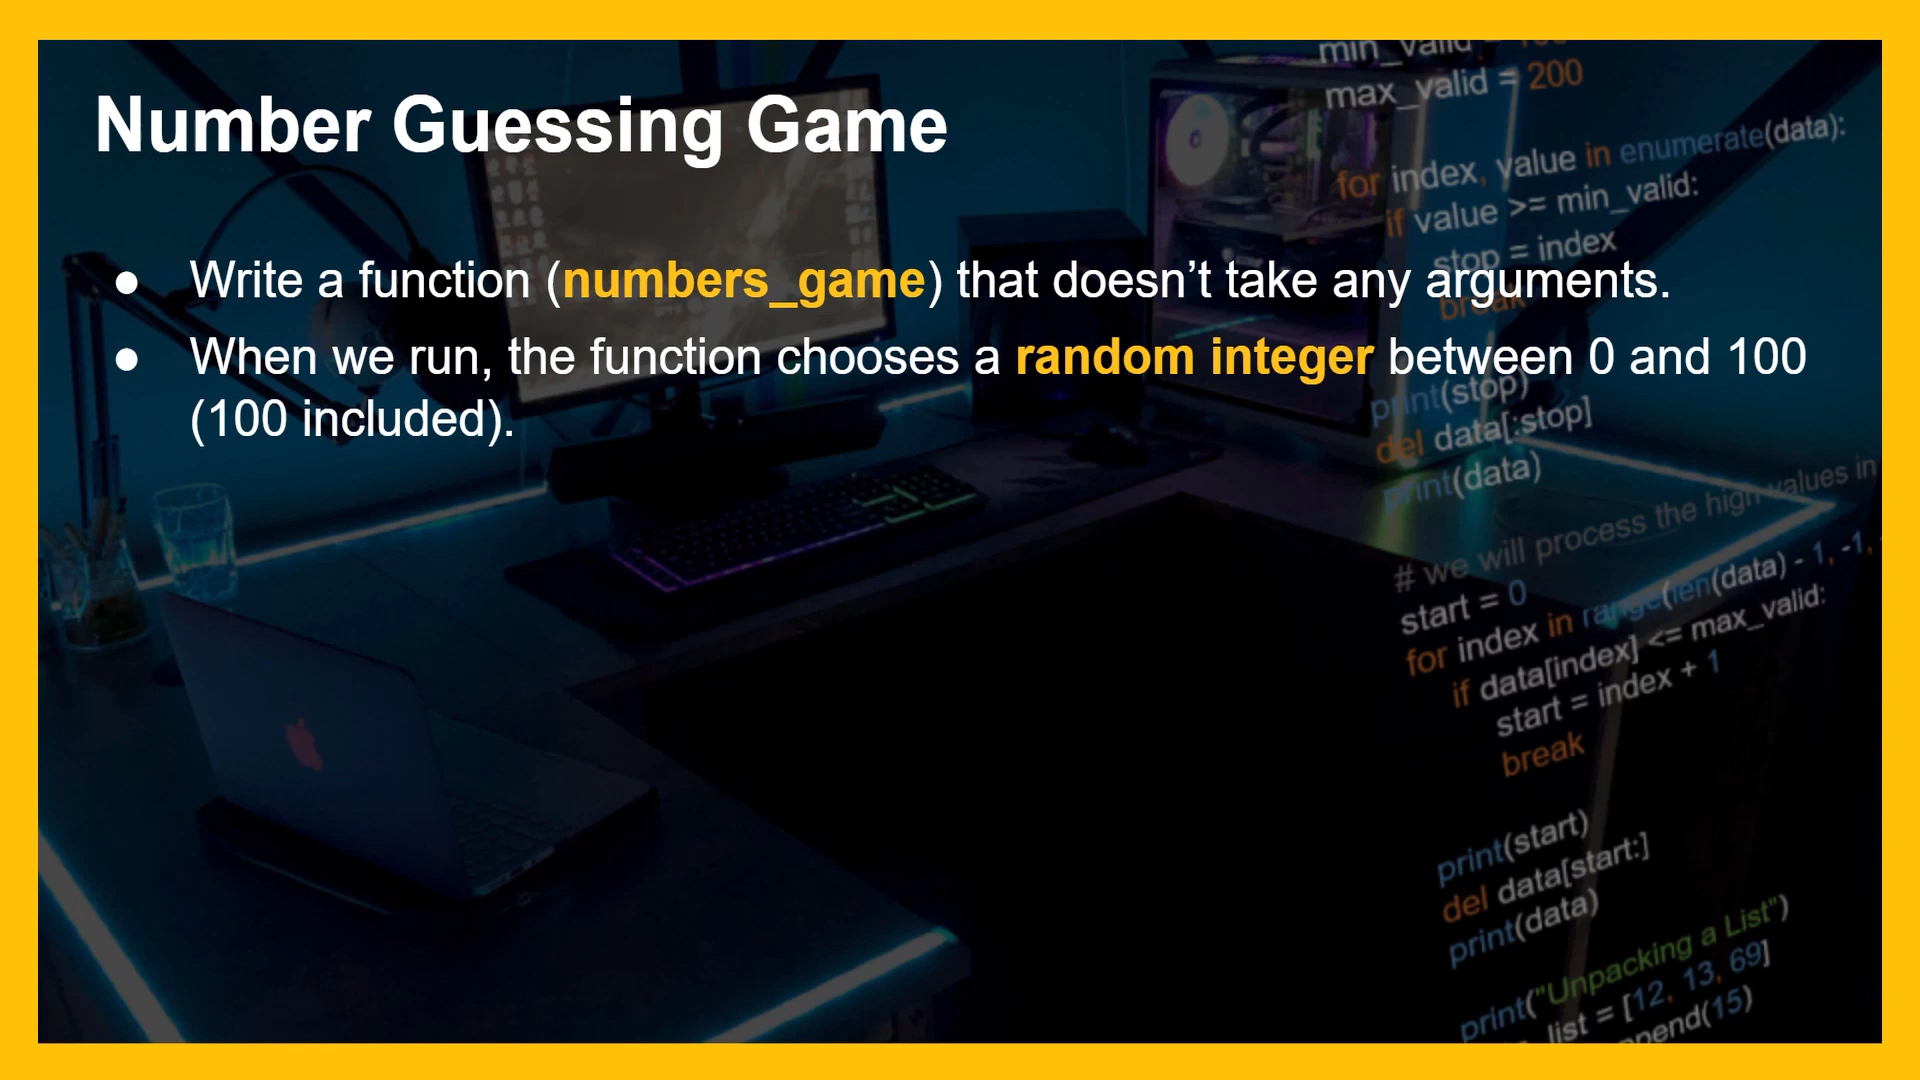 Number Guessing Game
● Write a function (numbers_game) that doesn’t take any arguments.
● When we run, the function chooses a random integer between 0 and 100
(100 included).
max_valid = 200
for index, value in enumerate(data):
if value >= min_valid:
stop = index
break
print(stop)
del data[:stop]
print(data)
# we will process the high values in
start = 0
for index in range(len(data) - 1, -1,
if data[index] <= max_valid:
start = index + 1
break
print(start)
del data[start:]
print(data)
print("Unpacking a List")
list = [12, 13, 69]
(15)